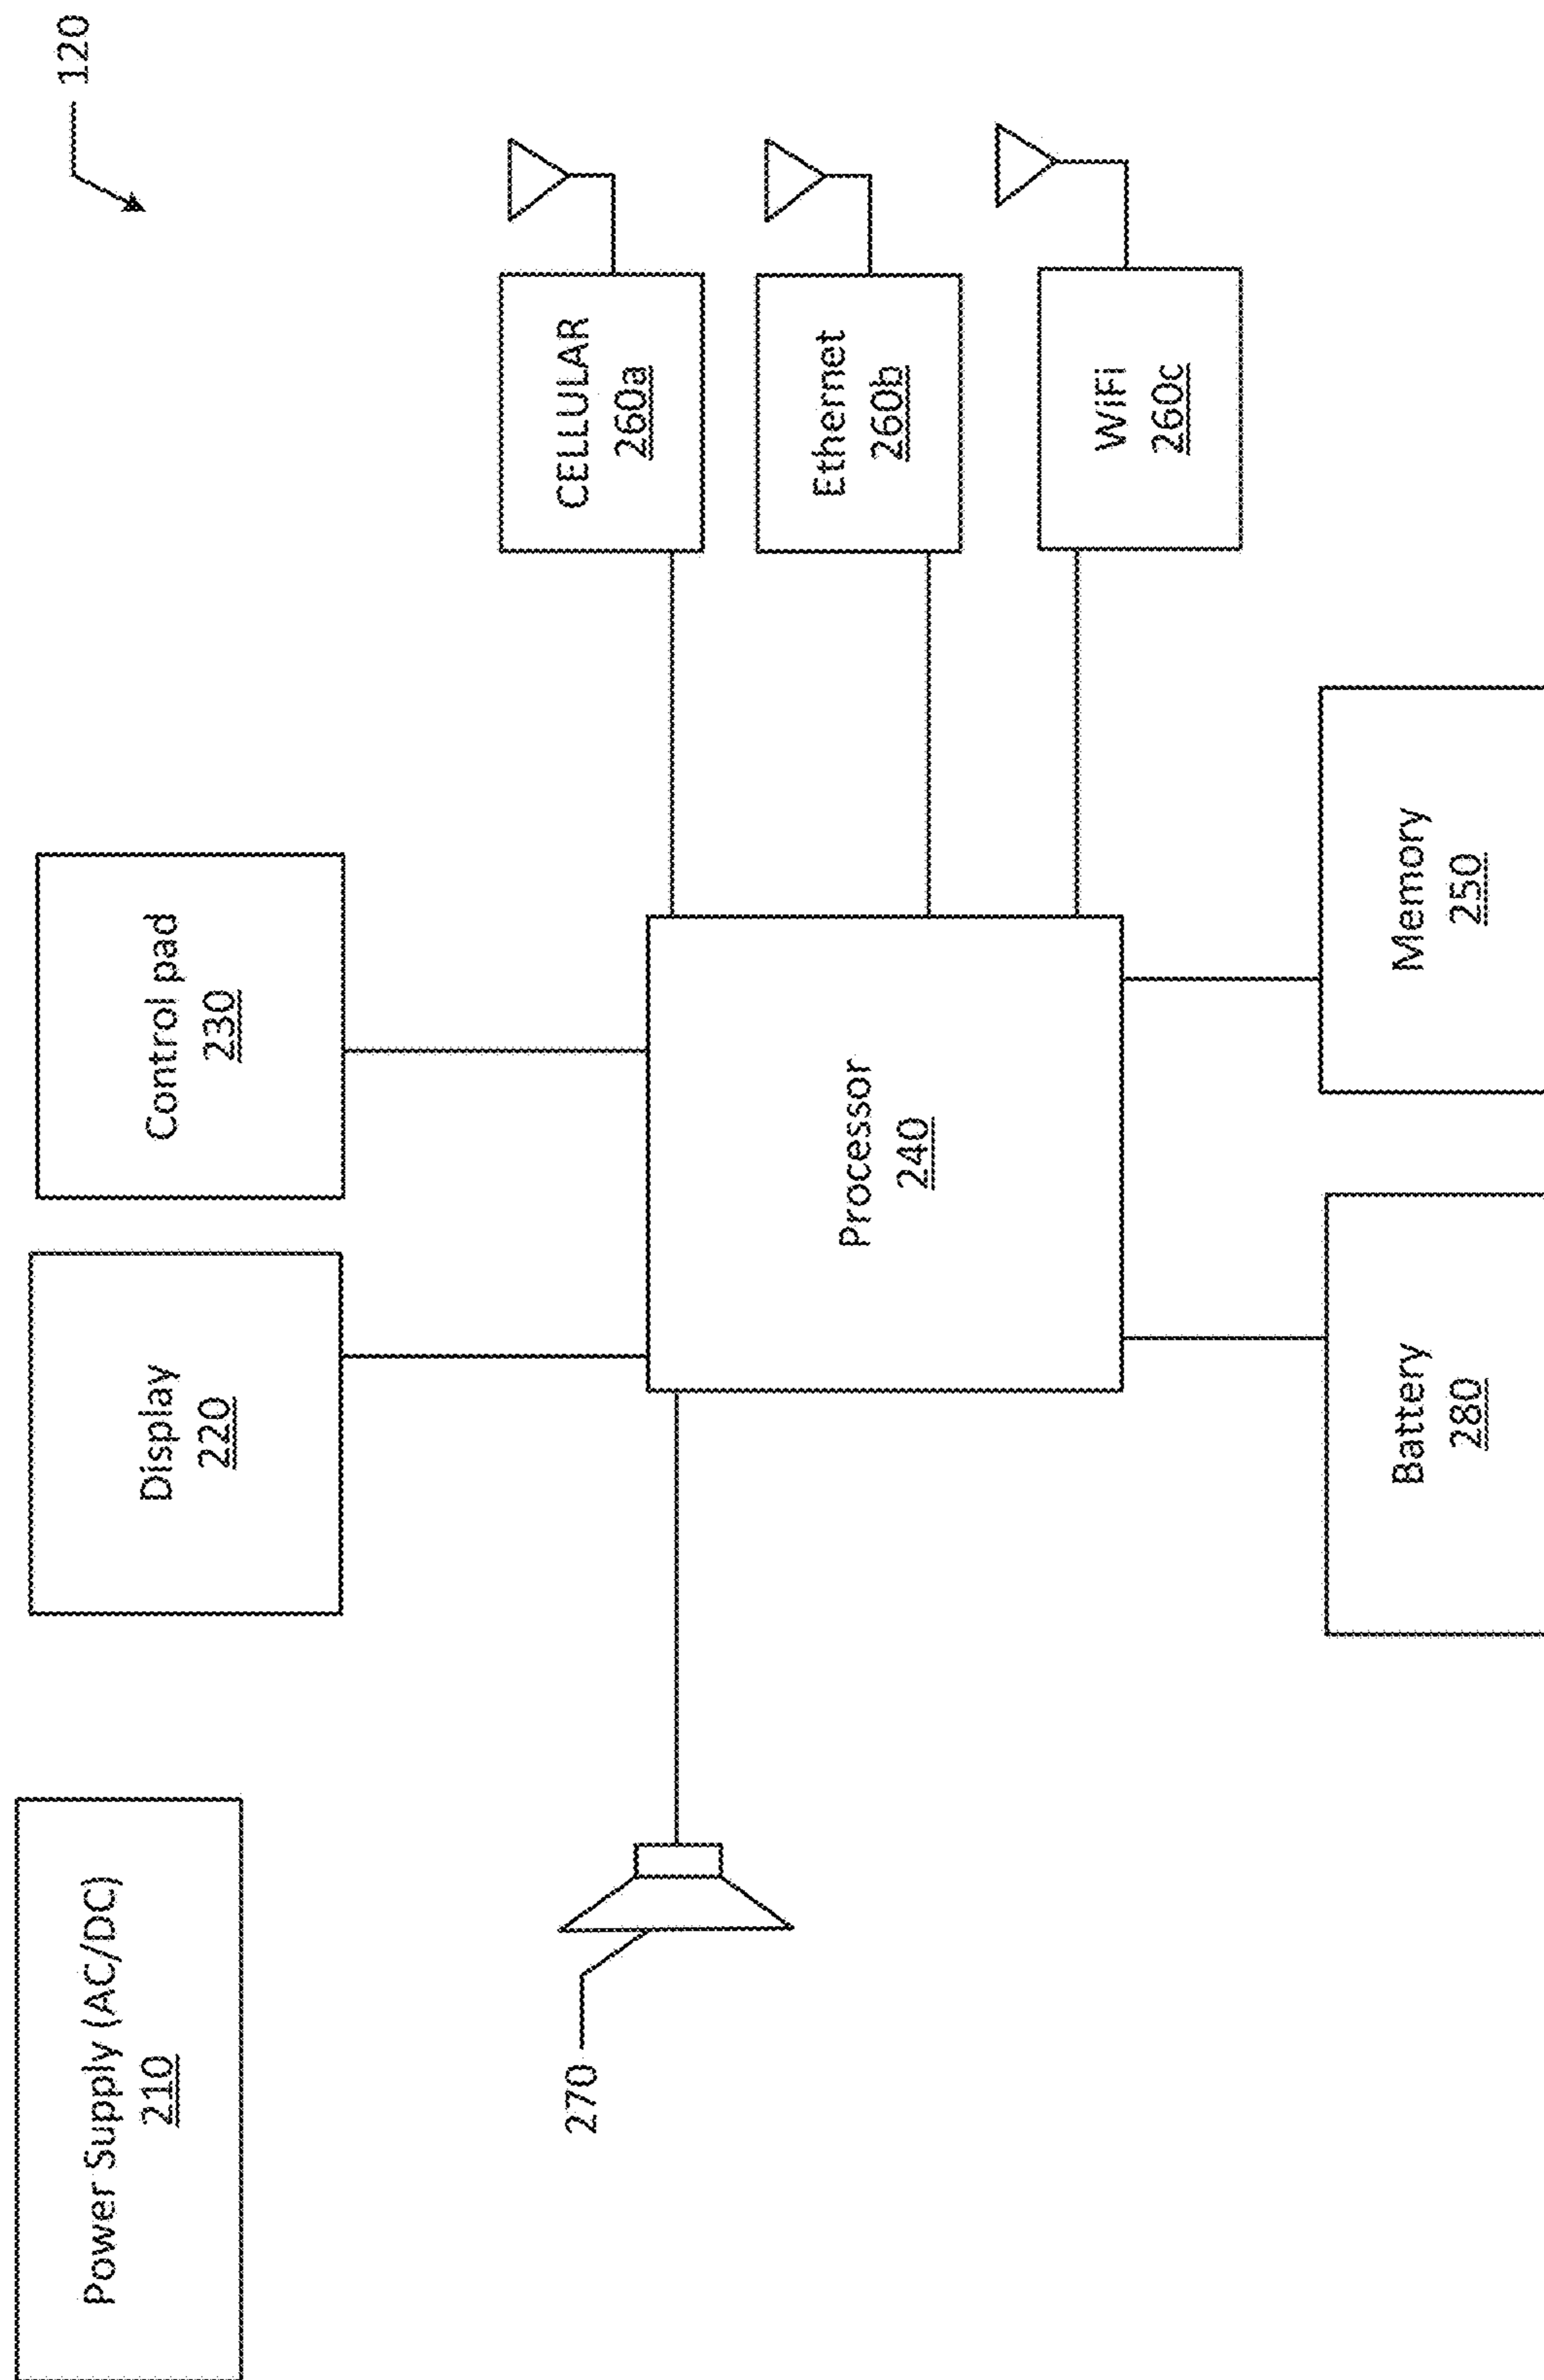 120
Power Supply (AC/DC)
210
Display
220
Control pad
230
CELLULAR
260a
270
Processor
240
Ethernet
260b
WiFi
260c
Battery
280
Memory
250